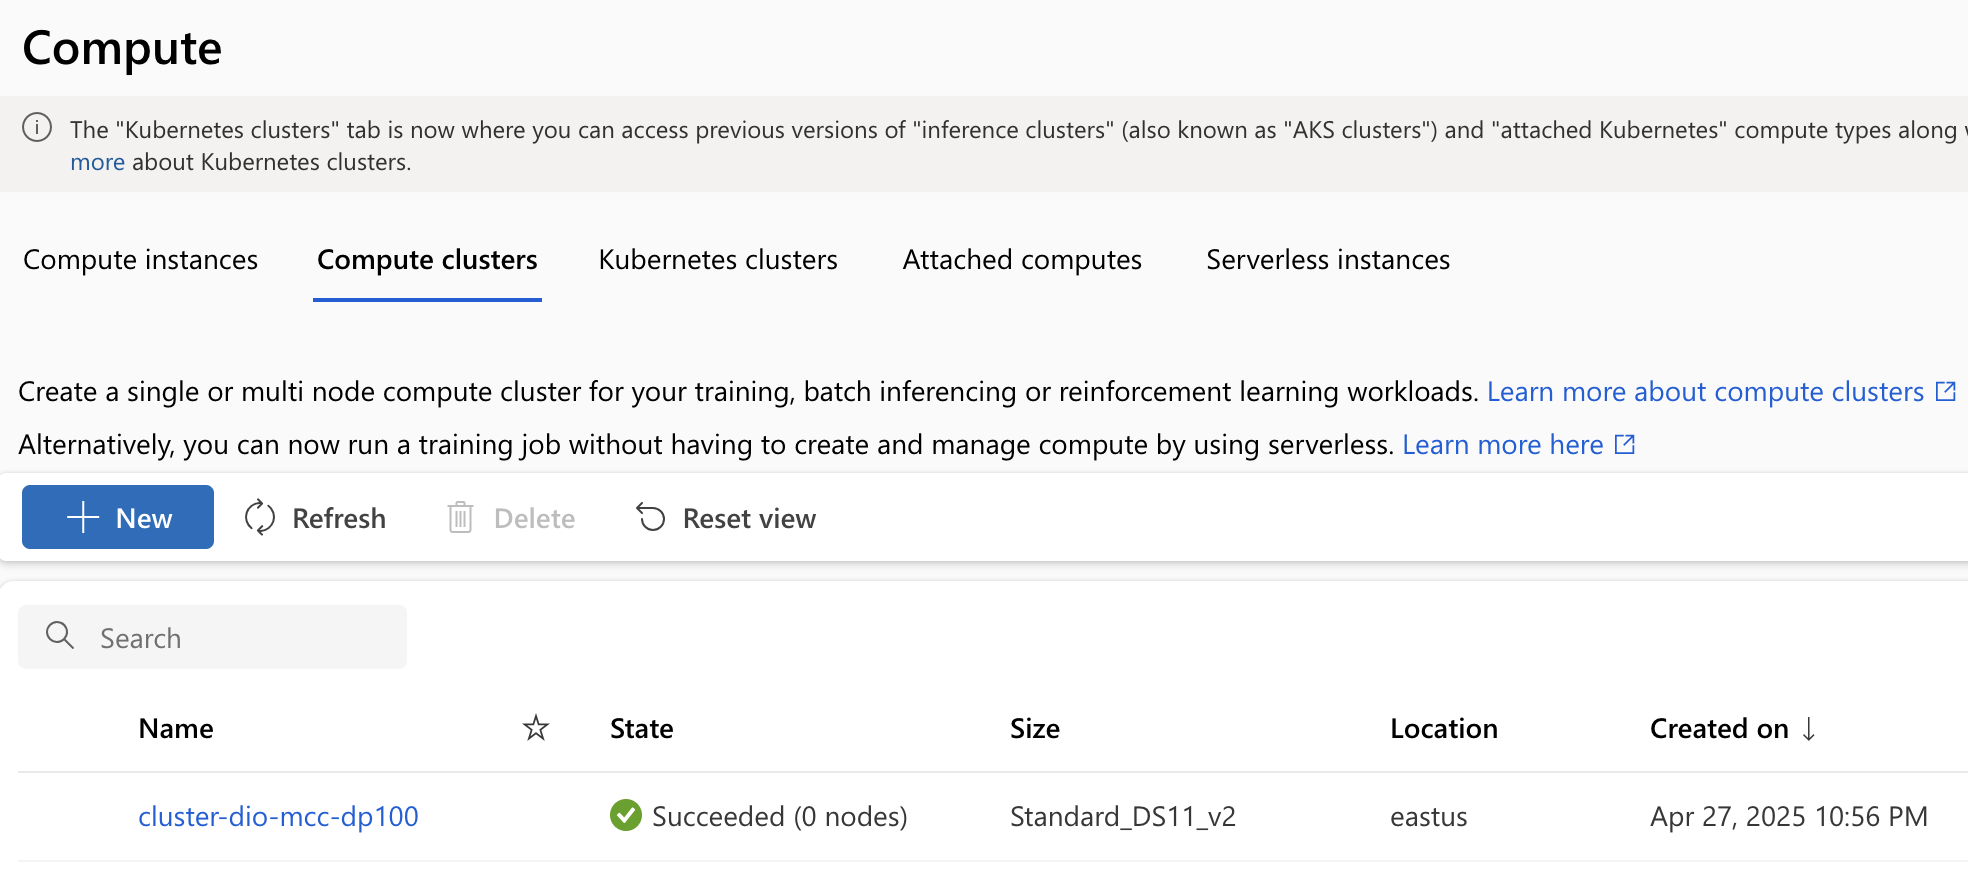 Compute
The "Kubernetes clusters" tab is now where you can access previous versions of "inference clusters" (also known as "AKS clusters") and "attached Kubernetes" compute types along
more about Kubernetes clusters.
Compute instances Compute clusters Kubernetes clusters Attached computes Serverless instances
Create a single or multi node compute cluster for your training, batch inferencing or reinforcement learning workloads. Learn more about compute clusters
Alternatively, you can now run a training job without having to create and manage compute by using serverless. Learn more here
New Refresh Delete Reset view
Search
Name State Size Location Created on ↓
cluster-dio-mcc-dp100 Succeeded (0 nodes) Standard_DS11_v2 eastus Apr 27, 2025 10:56 PM